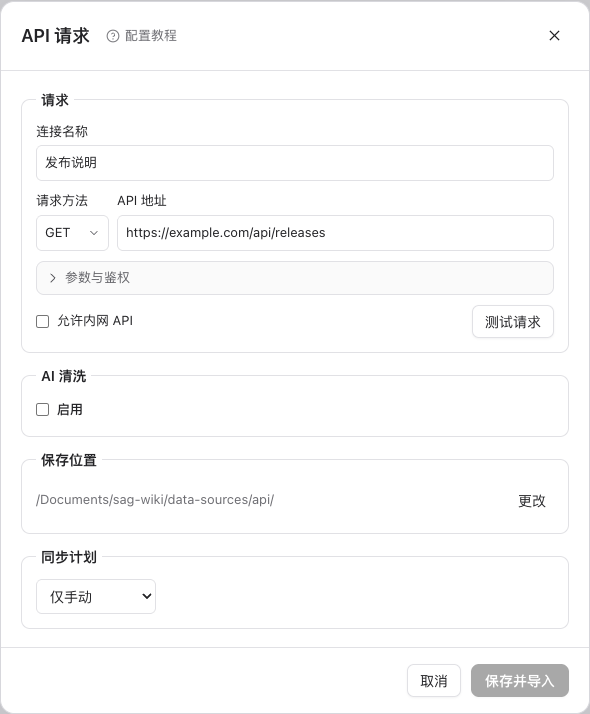 API 请求
配置教程
请求
连接名称
发布说明
请求方法 API 地址
GET https://example.com/api/releases
参数与鉴权
允许内网 API
测试请求
AI 清洗
启用
保存位置
/Documents/sag-wiki/data-sources/api/
更改
同步计划
仅手动
取消
保存并导入